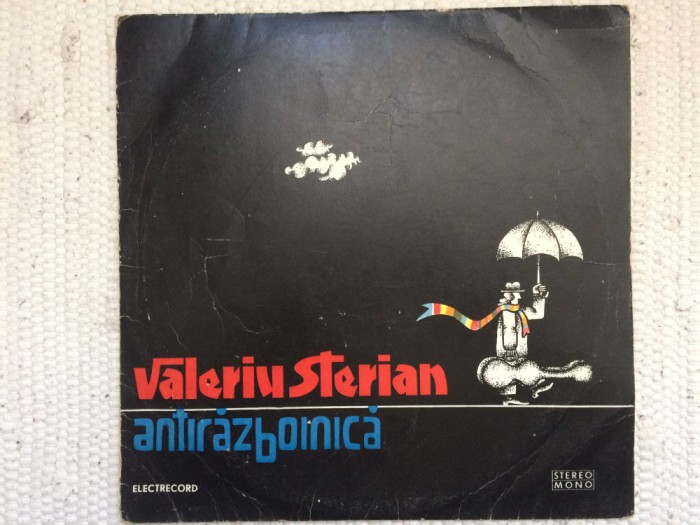 Valeriu Sterian
antirăzboinică
ELECTRECORD
STEREO
MONO